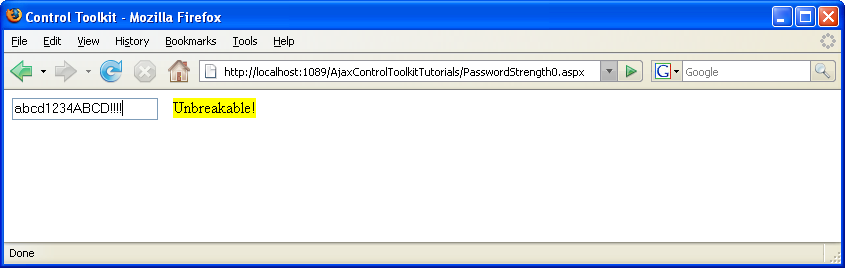 Control Toolkit - Mozilla Firefox
File Edit View History Bookmarks Tools Help
http://localhost:1089/AjaxControlToolkitTutorials/PasswordStrength0.aspx G Google
abcd1234ABCD!!!! Unbreakable!
Done